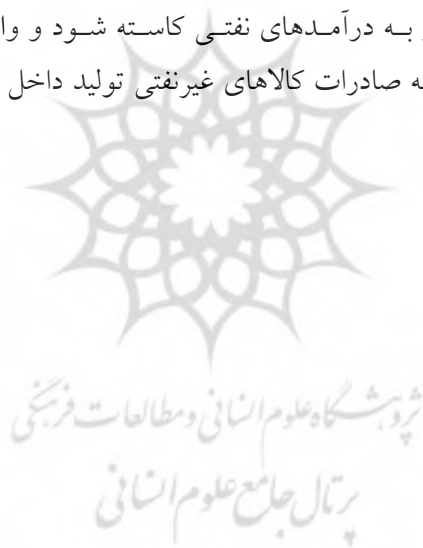 به درآمدهای نفتی کاسته شود و وا
ه صادرات کالاهای غیرنفتی تولید داخل
پژوهشگاه علوم انسانی و مطالعات فرهنگی
پرتال جامع علوم انسانی